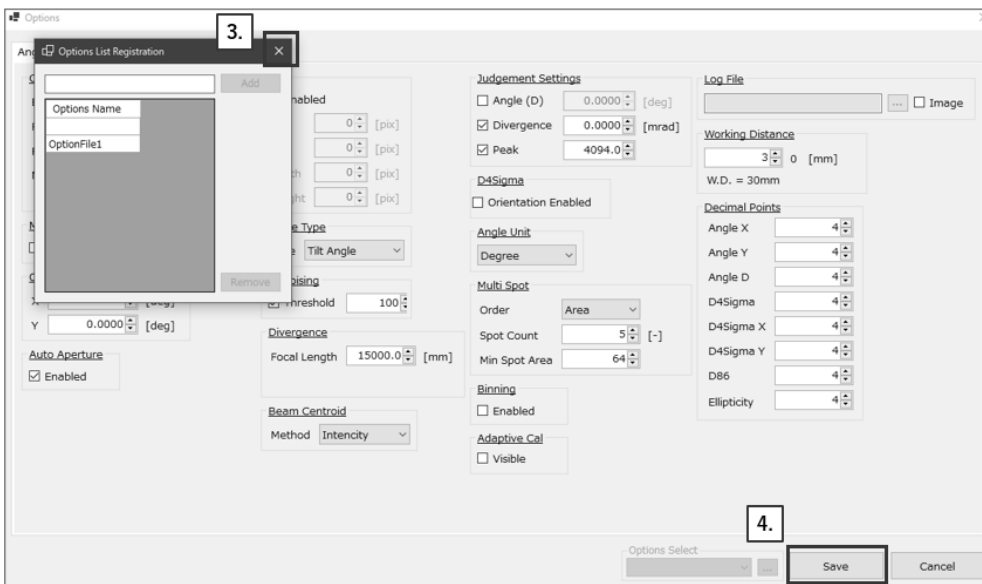 Options
3.
Options List Registration
Add
Options Name
OptionFile1
Remove
0 [pix]
0 [pix]
0 [pix]
0 [pix]
Tilt Angle
Threshold 100
X [deg]
Y 0.0000 [deg]
Auto Aperture
Enabled
Divergence
Focal Length 15000.0 [mm]
Beam Centroid
Method Intencity
Judgement Settings
Angle (D) 0.0000 [deg]
Divergence 0.0000 [mrad]
Peak 4094.0
D4Sigma
Orientation Enabled
Angle Unit
Degree
Multi Spot
Order Area
Spot Count 5 [-]
Min Spot Area 64
Binning
Enabled
Adaptive Cal
Visible
Log File
... Image
Working Distance
3 0 [mm]
W.D. = 30mm
Decimal Points
Angle X 4
Angle Y 4
Angle D 4
D4Sigma 4
D4Sigma X 4
D4Sigma Y 4
D86 4
Ellipticity 4
4.
Options Select
...
Save
Cancel